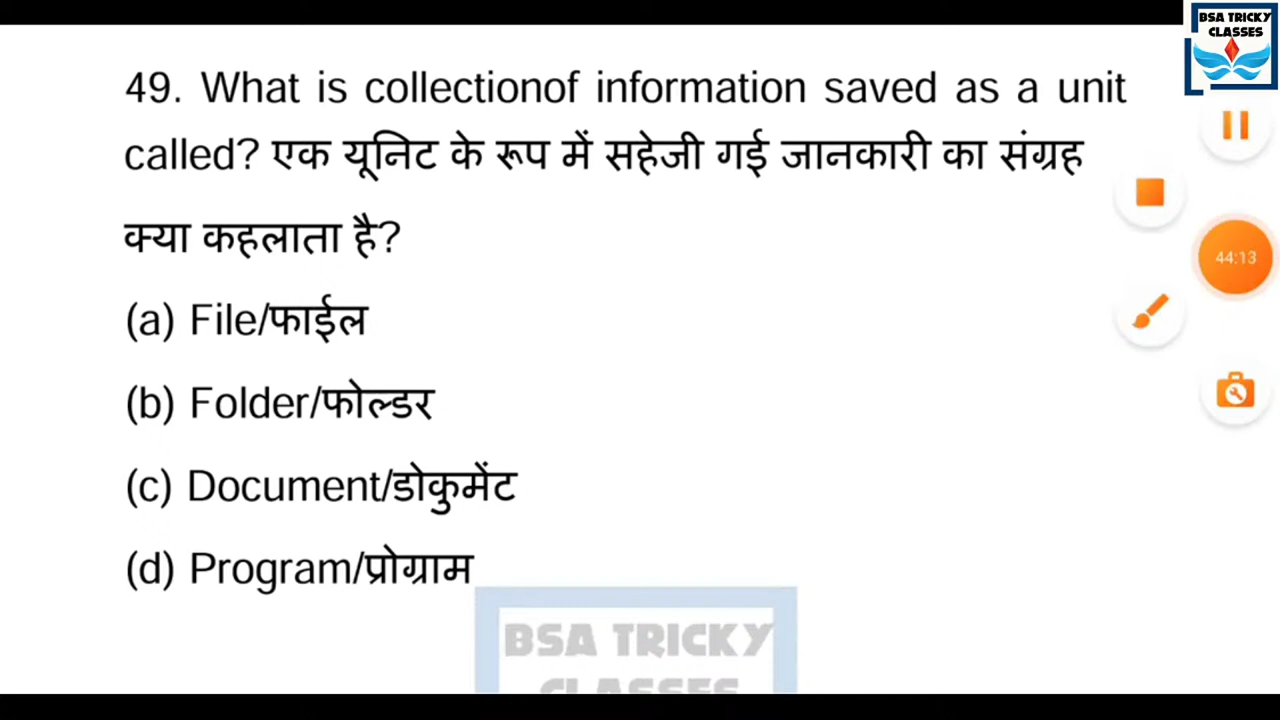 BSA TRICKY
CLASSES
49. What is collectionof information saved as a unit
called? एक यूनिट के रूप में सहेजी गई जानकारी का संग्रह
क्या कहलाता है?
44:13
(a) File/फाईल
(b) Folder/फोल्डर
(c) Document/डोकुमेंट
(d) Program/प्रोग्राम
BSA TRICKY
CLASSES